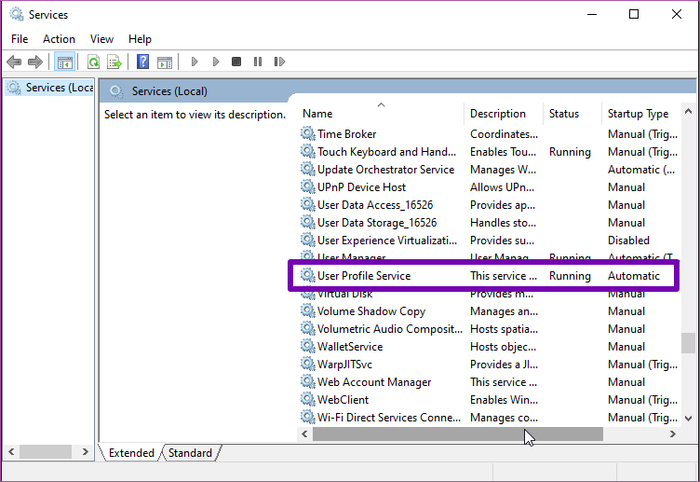 Services
File Action View Help
Services (Loca
Services (Local)
Select an item to view its description.
Name Description Status Startup Type
Time Broker Coordinates... Manual (Trig...
Touch Keyboard and Hand... Enables Tou... Running Manual (Trig...
Update Orchestrator Service Manages W... Automatic (...
UPnP Device Host Allows UPn... Manual
User Data Access_16526 Provides ap... Manual
User Data Storage_16526 Handles sto... Manual
User Experience Virtualizati... Provides su... Disabled
User Manager User Manag... Running Automatic (T...
User Profile Service This service ... Running Automatic
Virtual Disk Provides m... Manual
Volume Shadow Copy Manages an... Manual
Volumetric Audio Composit... Hosts spatia... Manual
WalletService Hosts objec... Manual
WarpJITSvc Provides a JI... Manual (Trig...
Web Account Manager This service ... Manual
WebClient Enables Win... Manual (Trig...
Wi-Fi Direct Services Conne... Manages co... Manual (Trig...
Extended Standard